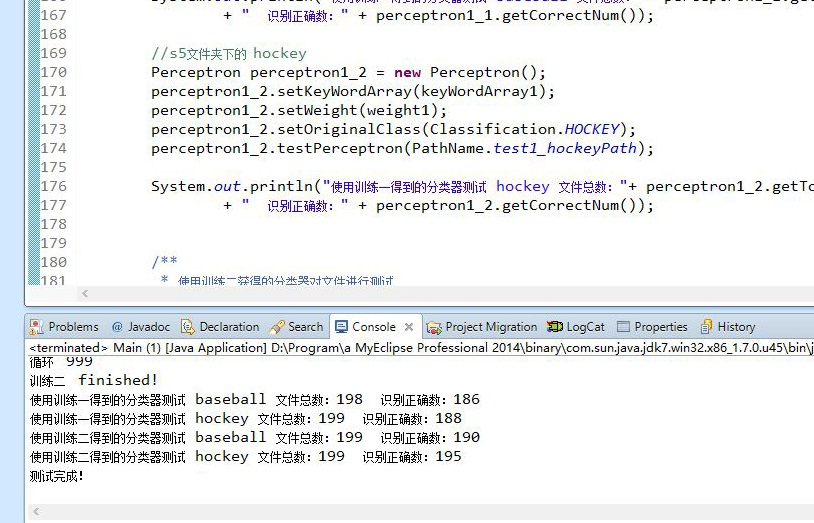 167 + "  识别正确数：" + perceptron1_1.getCorrectNum());
168
169 //s5文件夹下的 hockey
170 Perceptron perceptron1_2 = new Perceptron();
171 perceptron1_2.setKeyWordArray(keyWordArray1);
172 perceptron1_2.setWeight(weight1);
173 perceptron1_2.setOriginalClass(Classification.HOCKEY);
174 perceptron1_2.testPerceptron(PathName.test1_hockeyPath);
175
176 System.out.println("使用训练一得到的分类器测试 hockey 文件总数："+ perceptron1_2.getTo
177 + "  识别正确数：" + perceptron1_2.getCorrectNum());
178
179
180 /**
181 * 使用训练二获得的分类器对文件进行测试
Problems @ Javadoc Declaration Search Console Project Migration LogCat Properties History
<terminated> Main (1) [Java Application] D:\Program\a MyEclipse Professional 2014\binary\com.sun.java.jdk7.win32.x86_1.7.0.u45\bin\j
循环 999
训练二 finished!
使用训练一得到的分类器测试 baseball 文件总数：198  识别正确数：186
使用训练一得到的分类器测试 hockey 文件总数：199  识别正确数：188
使用训练二得到的分类器测试 baseball 文件总数：199  识别正确数：190
使用训练二得到的分类器测试 hockey 文件总数：199  识别正确数：195
测试完成！